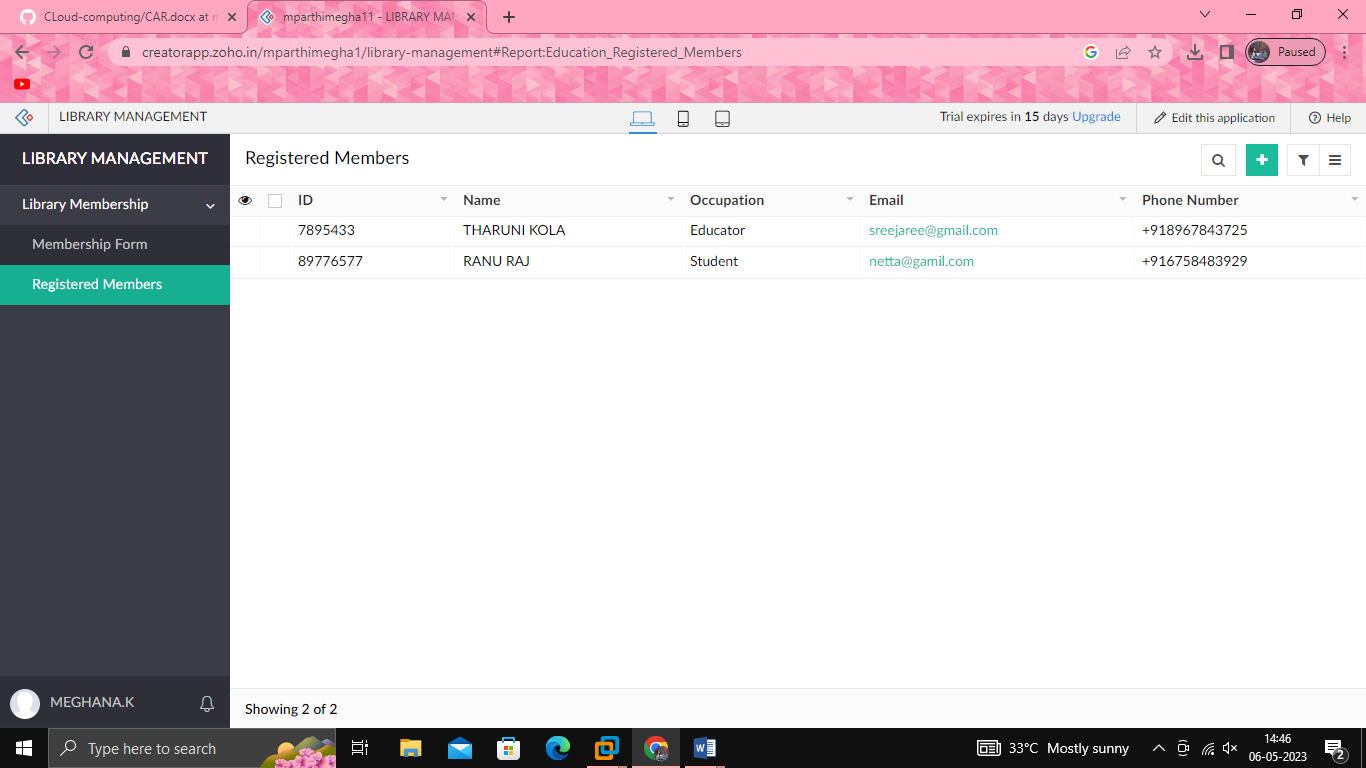 CLoud-computing/CAR.docx at m
mparthimegha11 - LIBRARY MA
creatorapp.zoho.in/mparthimegha1/library-management#Report:Education_Registered_Members
Paused
LIBRARY MANAGEMENT
Trial expires in 15 days Upgrade
Edit this application
Help
LIBRARY MANAGEMENT
Registered Members
Library Membership
ID Name Occupation Email Phone Number
7895433 THARUNI KOLA Educator sreejaree@gmail.com +918967843725
Membership Form
89776577 RANU RAJ Student netta@gamil.com +916758483929
Registered Members
MEGHANA.K
Showing 2 of 2
Type here to search
33°C Mostly sunny
14:46
06-05-2023
2